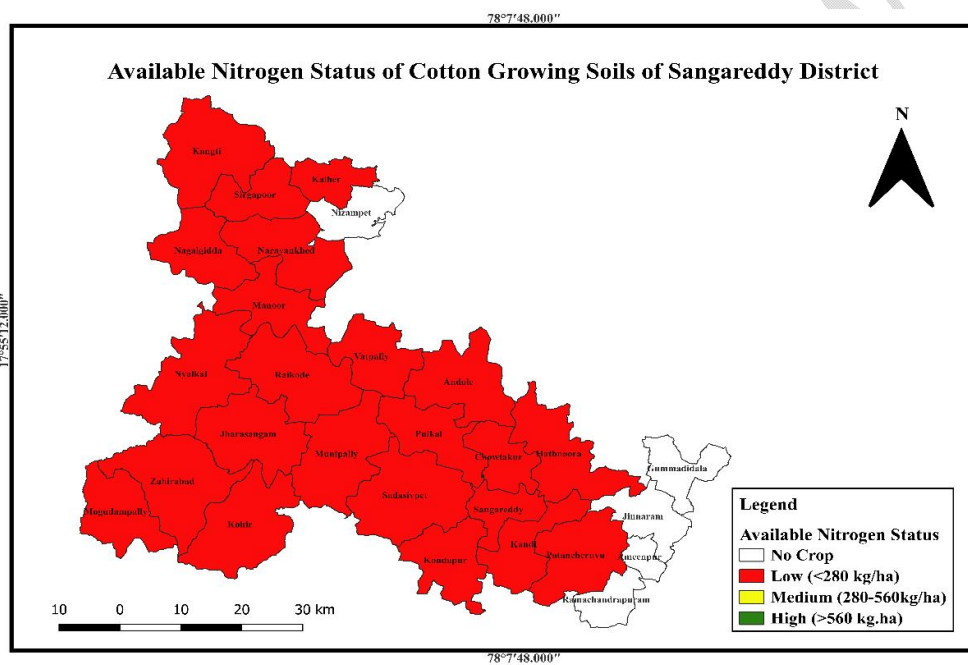 78°7'48.000"
Available Nitrogen Status of Cotton Growing Soils of Sangareddy District
N
Kangti
Kalher
Sirgapoor
Nizampet
Nagalgidda
Narayankhed
Manoor
17°55'12.000"
Vatpally
Nyalkal
Raikode
Andole
Jharasangam
Pulkal
Munipally
Chowtakur
Hathnoora
Gummadidala
Zahirabad
Sadasivpet
Mogudampally
Sangareddy
Jinnaram
Kohir
Kandi
Patancheruvu
Kondapur
Ameenpur
Ramachandrapuram
Legend
Available Nitrogen Status
No Crop
Low (<280 kg/ha)
Medium (280-560kg/ha)
High (>560 kg.ha)
10 0 10 20 30 km
78°7'48.000"